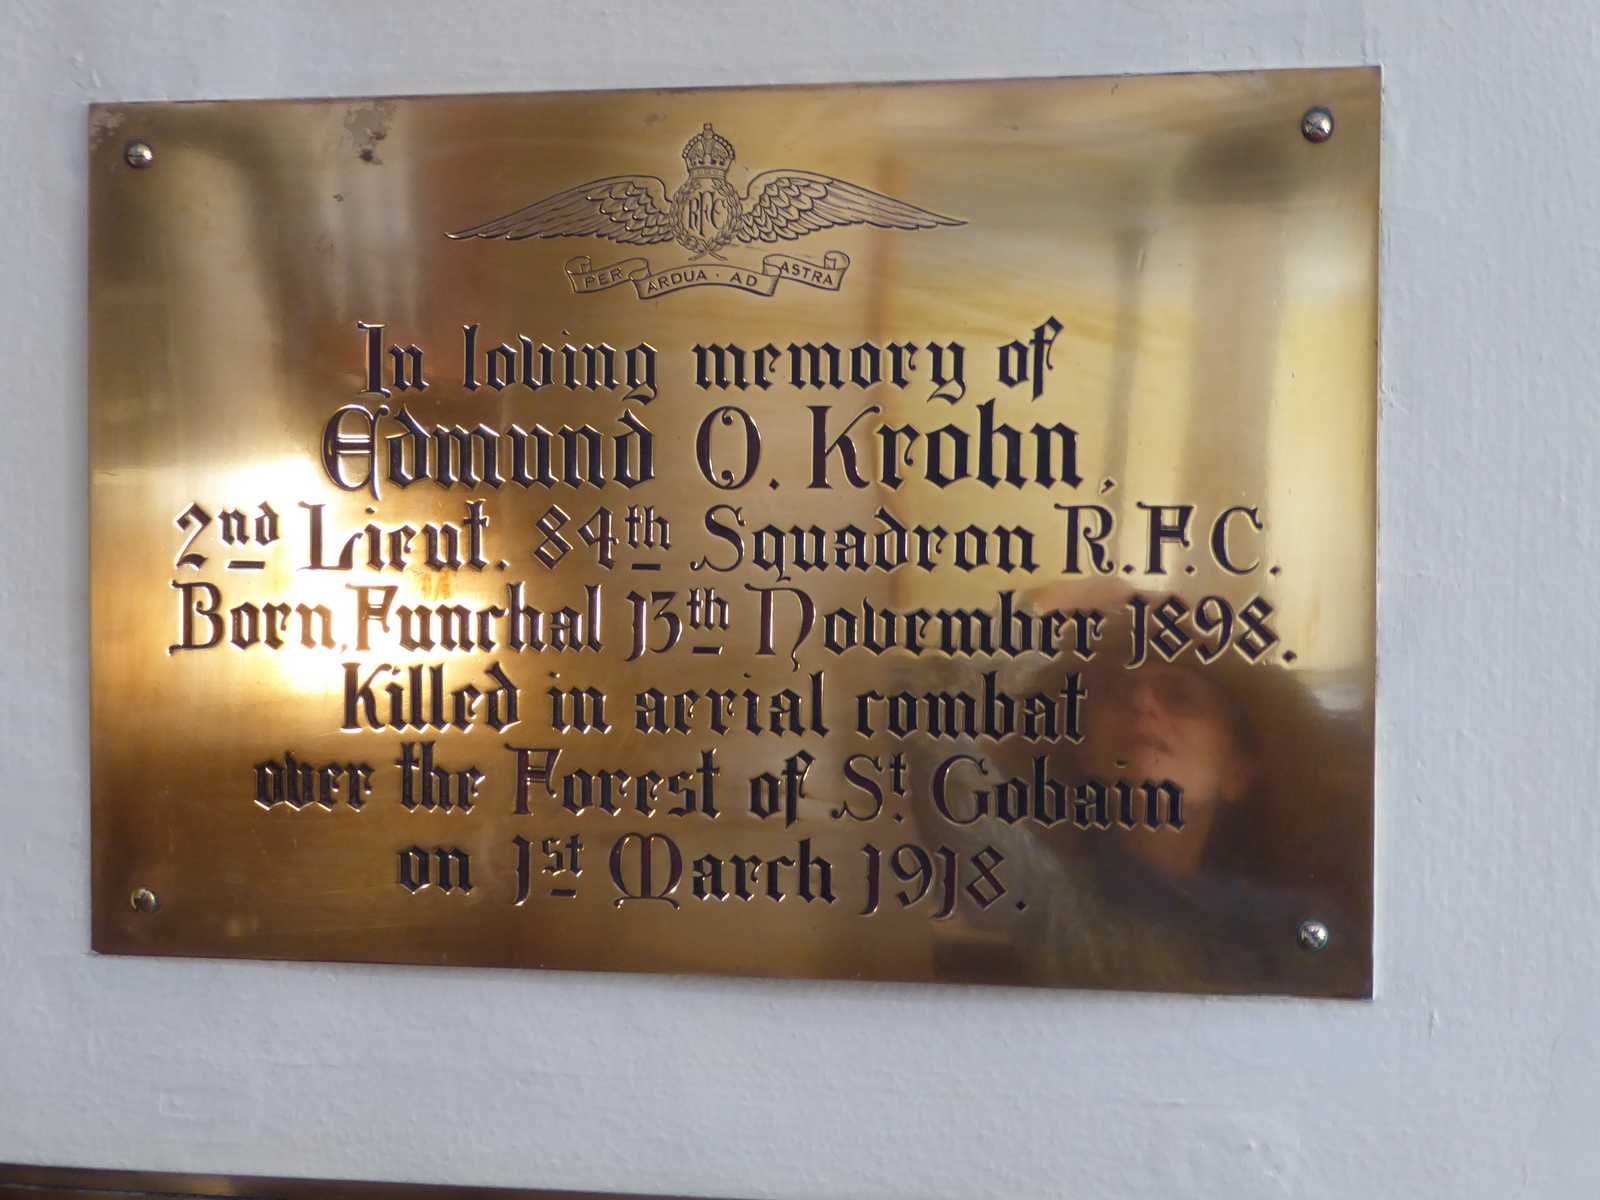 RFC
PER ARDUA · AD ASTRA
In loving memory of
Edmund O. Krohn,
2nd Lieut. 84th Squadron R.F.C.
Born, Funchal 13th November 1898.
Killed in aerial combat
over the Forest of St. Gobain
on 1st March 1918.